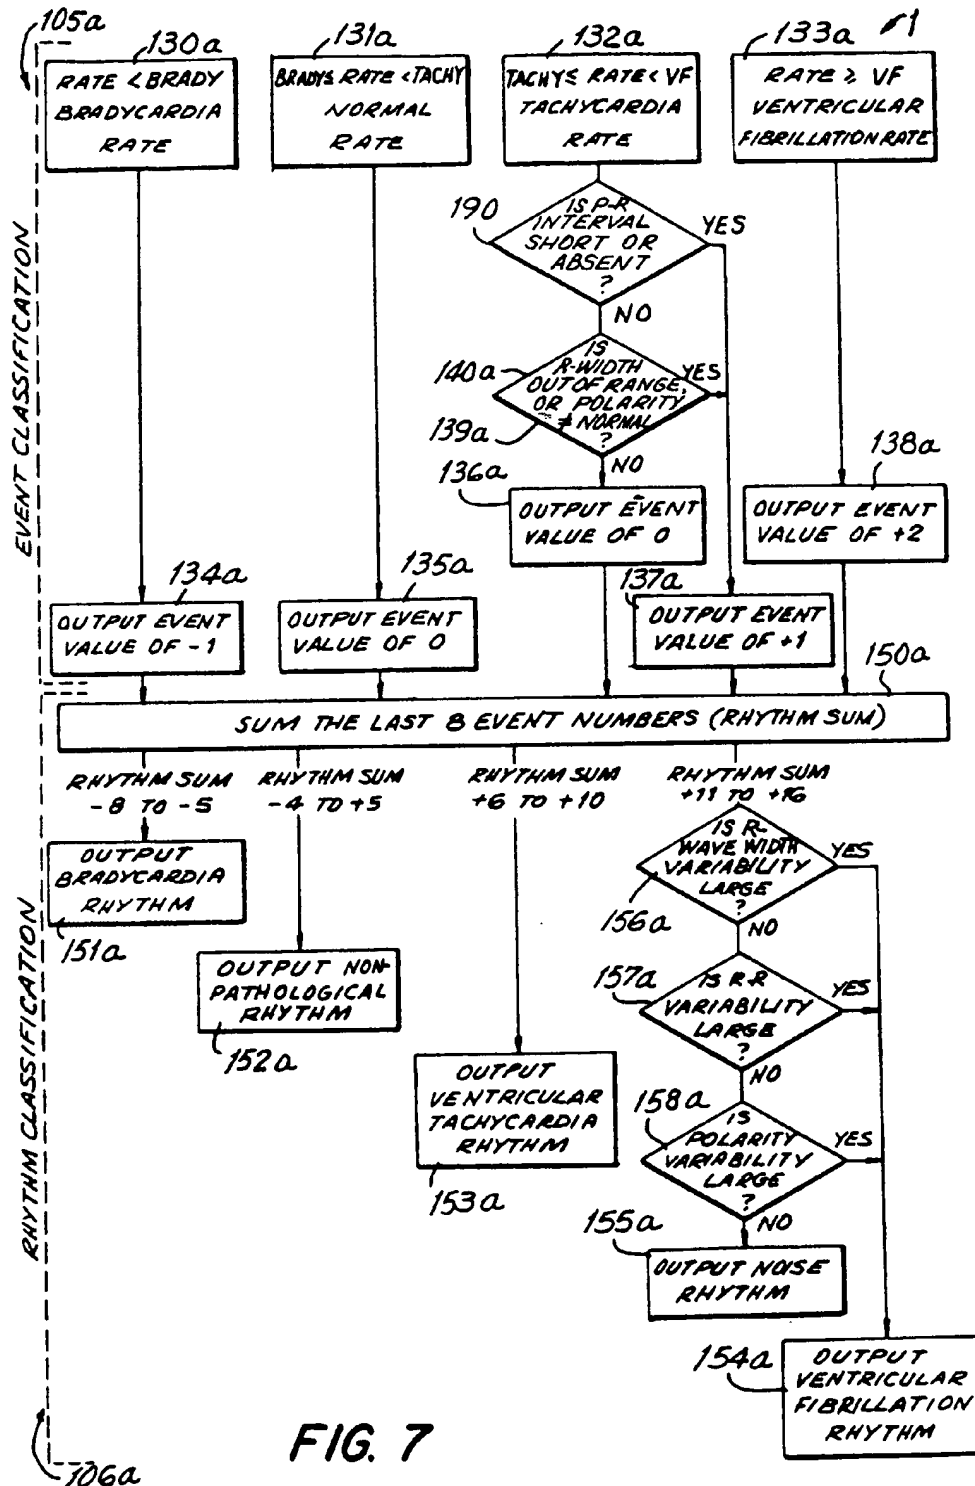 105a
130a
131a
132a
133a
1
RATE < BRADY
BRADYCARDIA
RATE
BRADY ≤ RATE < TACHY
NORMAL
RATE
TACHY ≤ RATE < VF
TACHYCARDIA
RATE
RATE ≥ VF
VENTRICULAR
FIBRILLATION RATE
EVENT CLASSIFICATION
190
IS P-R
INTERVAL
SHORT OR
ABSENT
?
YES
NO
140a
139a
IS
R-WIDTH
OUT OF RANGE,
OR POLARITY
≠ NORMAL
?
YES
NO
136a
OUTPUT EVENT
VALUE OF 0
138a
OUTPUT EVENT
VALUE OF +2
134a
OUTPUT EVENT
VALUE OF -1
135a
OUTPUT EVENT
VALUE OF 0
137a
OUTPUT EVENT
VALUE OF +1
150a
SUM THE LAST 8 EVENT NUMBERS (RHYTHM SUM)
RHYTHM SUM
-8 TO -5
RHYTHM SUM
-4 TO +5
RHYTHM SUM
+6 TO +10
RHYTHM SUM
+11 TO +16
RHYTHM CLASSIFICATION
OUTPUT
BRADYCARDIA
RHYTHM
151a
OUTPUT NON-
PATHOLOGICAL
RHYTHM
152a
OUTPUT
VENTRICULAR
TACHYCARDIA
RHYTHM
153a
IS R-
WAVE WIDTH
VARIABILITY
LARGE
?
YES
156a
NO
157a
IS R-R
VARIABILITY
LARGE
?
YES
NO
158a
IS
POLARITY
VARIABILITY
LARGE
?
YES
NO
155a
OUTPUT NOISE
RHYTHM
154a
OUTPUT
VENTRICULAR
FIBRILLATION
RHYTHM
FIG. 7
106a